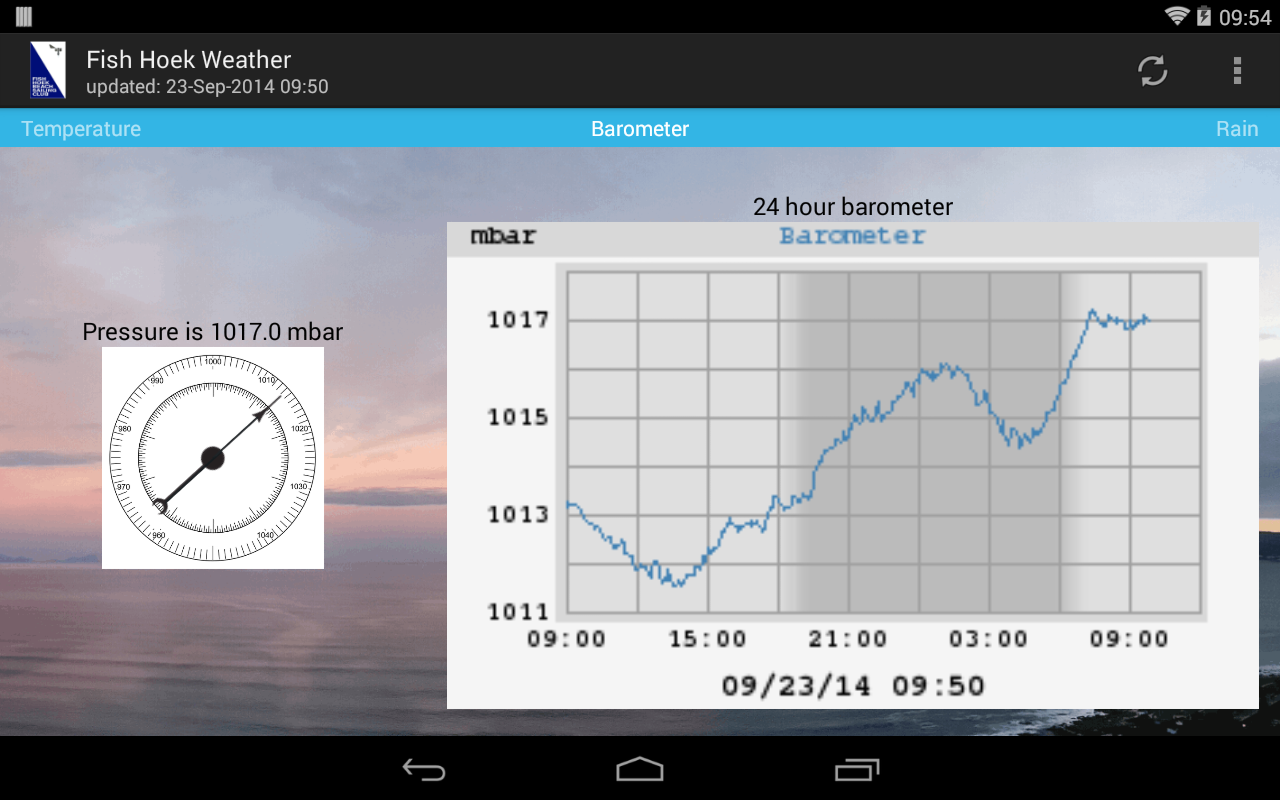 09:54
Fish Hoek Weather
updated: 23-Sep-2014 09:50
FISH
HOEK
BEACH
SAILING
CLUB
Temperature Barometer Rain
24 hour barometer
mbar Barometer
1017
1015
1013
1011
09:00 15:00 21:00 03:00 09:00
09/23/14 09:50
Pressure is 1017.0 mbar
1000
990 1010
980 1020
970 1030
960 1040